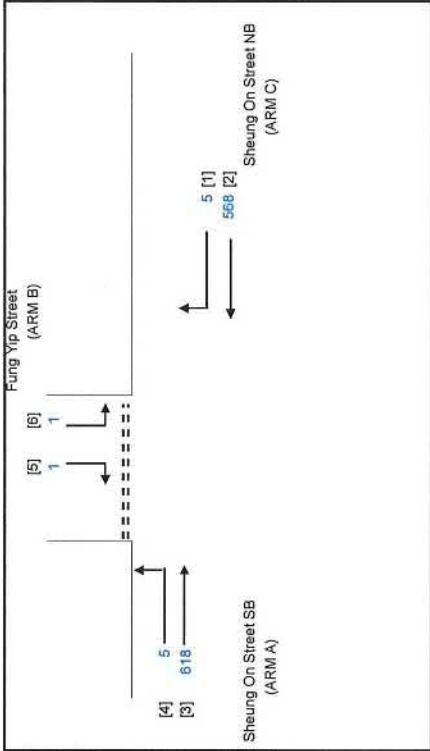 Fung Yip Street
(ARM B)
[5] [6]
1 1
[4] 5
[3] 618
5 [1]
568 [2]
Sheung On Street SB
(ARM A)
Sheung On Street NB
(ARM C)